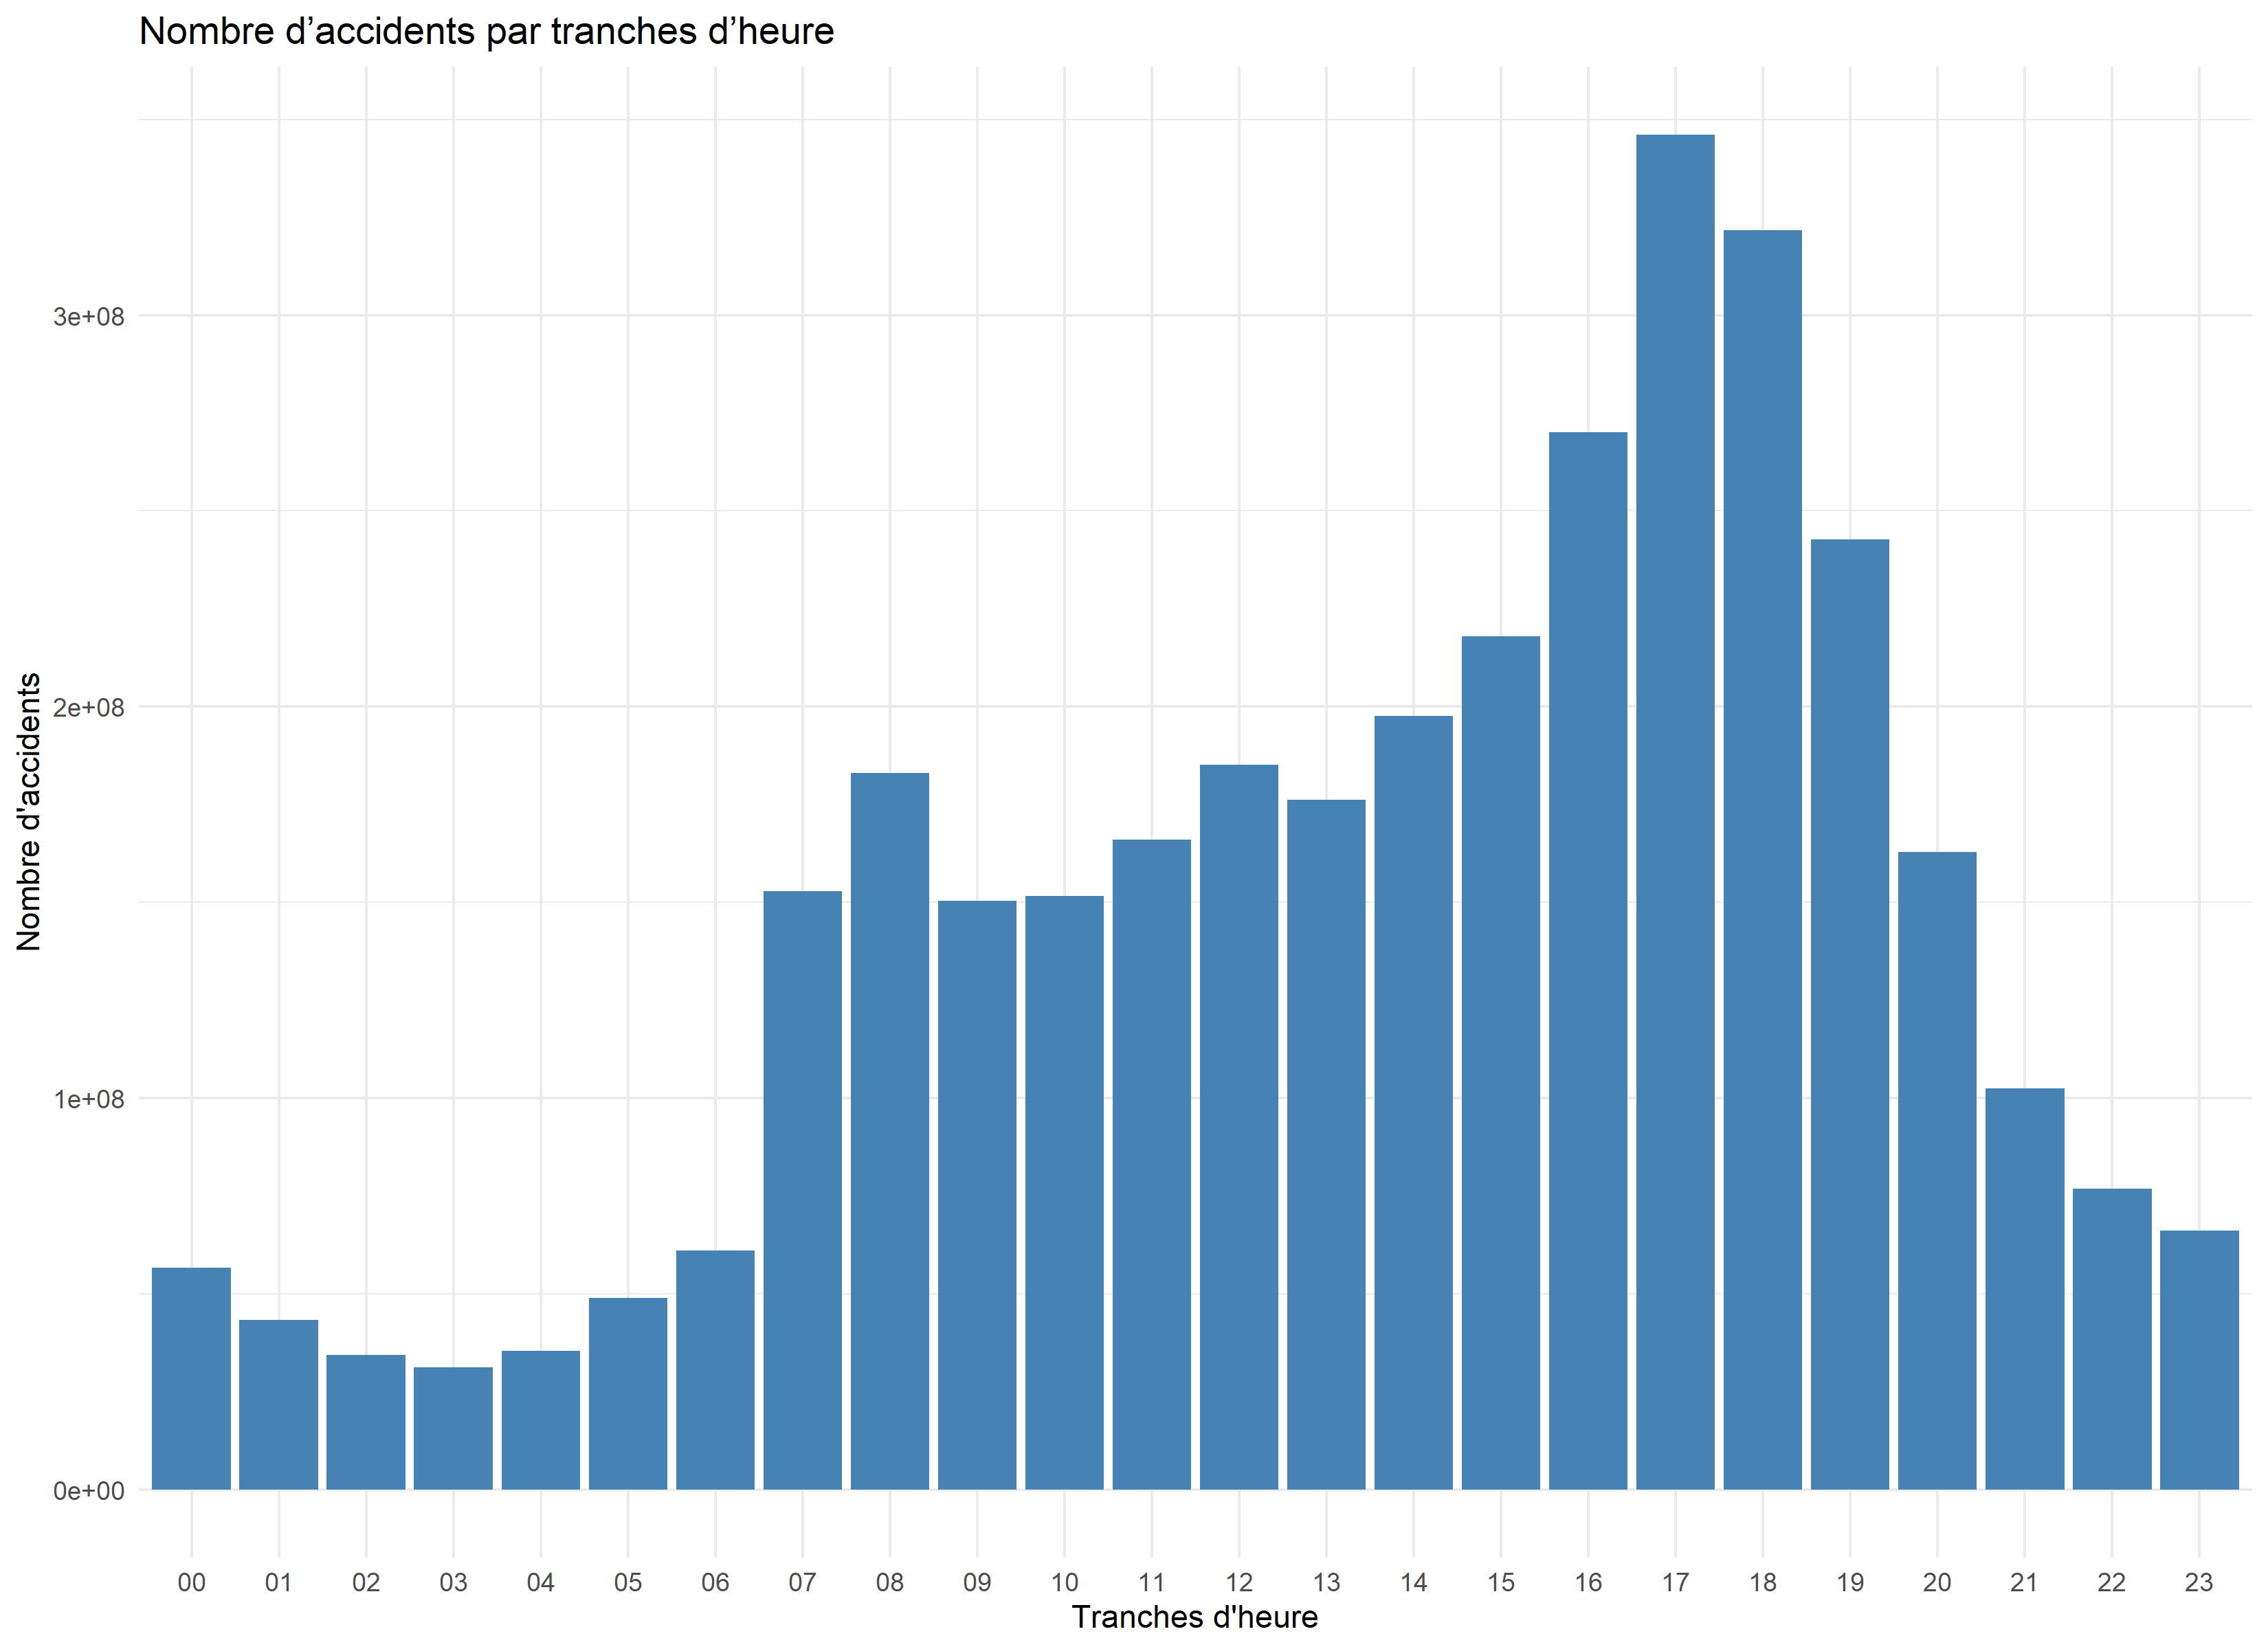 Nombre d’accidents par tranches d’heure
Nombre d'accidents
3e+08
2e+08
1e+08
0e+00
00 01 02 03 04 05 06 07 08 09 10 11 12 13 14 15 16 17 18 19 20 21 22 23
Tranches d'heure